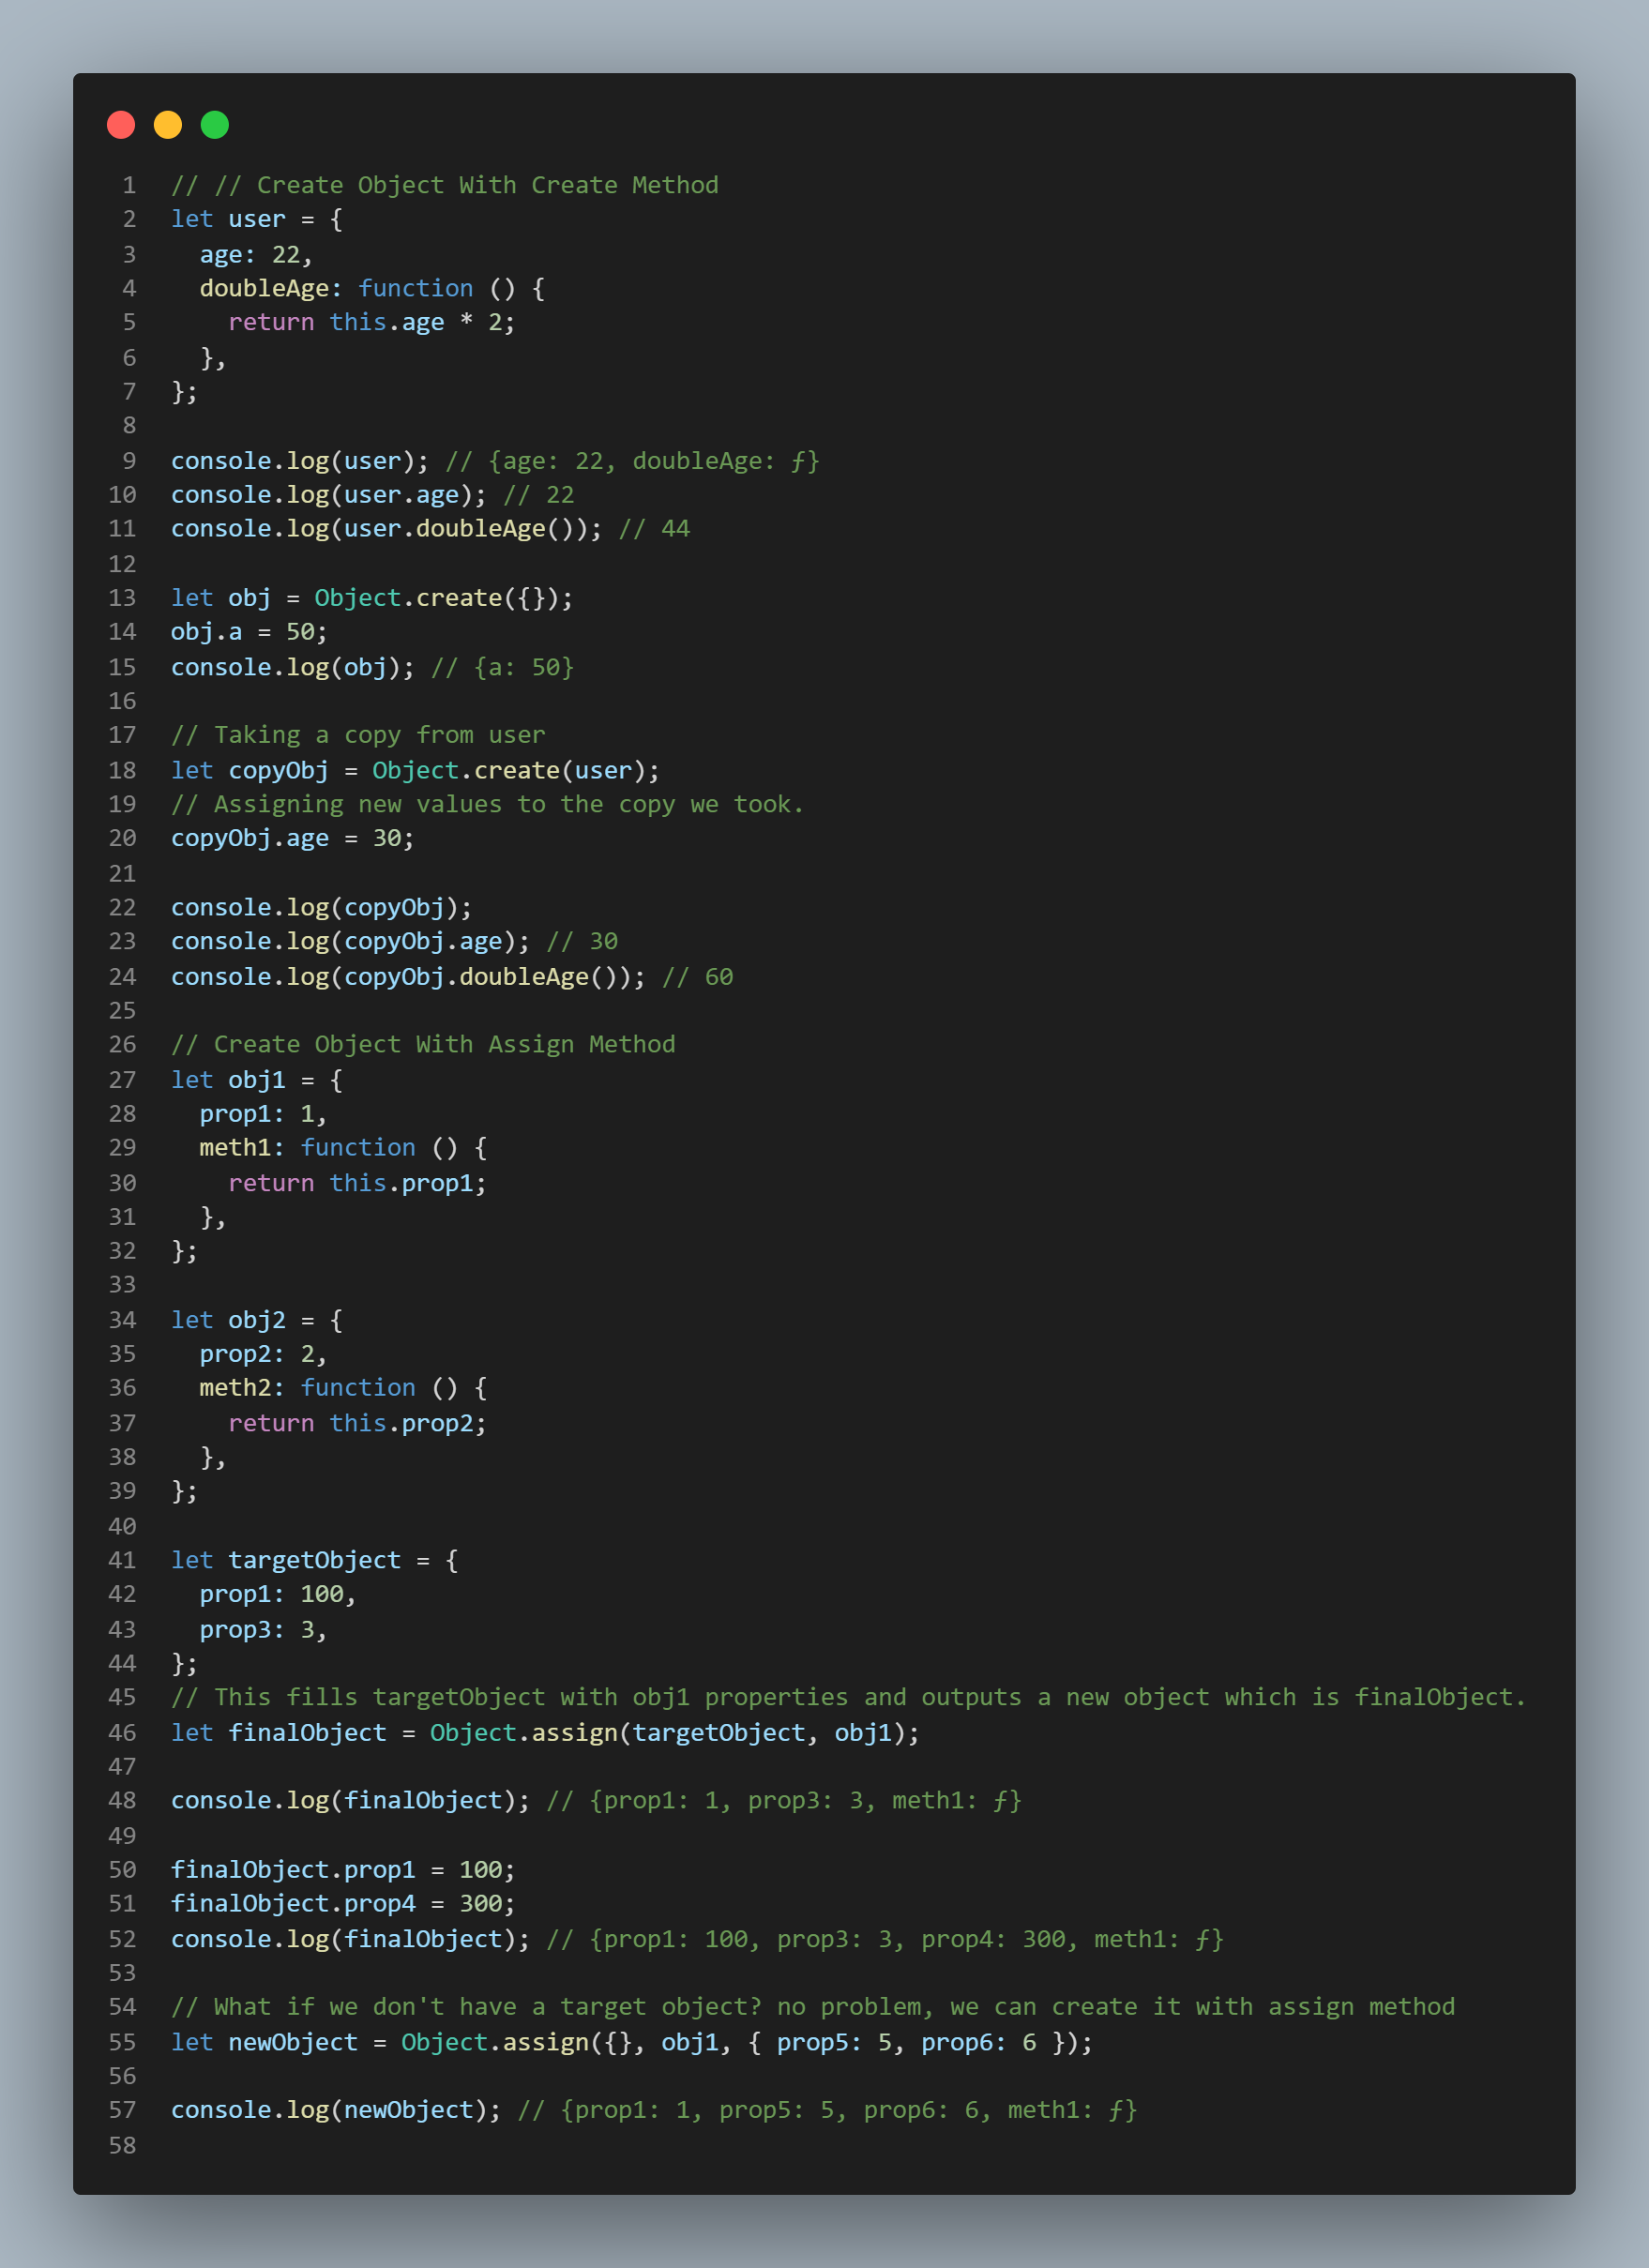 1 // // Create Object With Create Method
2 let user = {
3   age: 22,
4   doubleAge: function () {
5     return this.age * 2;
6   },
7 };
8
9 console.log(user); // {age: 22, doubleAge: ƒ}
10 console.log(user.age); // 22
11 console.log(user.doubleAge()); // 44
12
13 let obj = Object.create({});
14 obj.a = 50;
15 console.log(obj); // {a: 50}
16
17 // Taking a copy from user
18 let copyObj = Object.create(user);
19 // Assigning new values to the copy we took.
20 copyObj.age = 30;
21
22 console.log(copyObj);
23 console.log(copyObj.age); // 30
24 console.log(copyObj.doubleAge()); // 60
25
26 // Create Object With Assign Method
27 let obj1 = {
28   prop1: 1,
29   meth1: function () {
30     return this.prop1;
31   },
32 };
33
34 let obj2 = {
35   prop2: 2,
36   meth2: function () {
37     return this.prop2;
38   },
39 };
40
41 let targetObject = {
42   prop1: 100,
43   prop3: 3,
44 };
45 // This fills targetObject with obj1 properties and outputs a new object which is finalObject.
46 let finalObject = Object.assign(targetObject, obj1);
47
48 console.log(finalObject); // {prop1: 1, prop3: 3, meth1: ƒ}
49
50 finalObject.prop1 = 100;
51 finalObject.prop4 = 300;
52 console.log(finalObject); // {prop1: 100, prop3: 3, prop4: 300, meth1: ƒ}
53
54 // What if we don't have a target object? no problem, we can create it with assign method
55 let newObject = Object.assign({}, obj1, { prop5: 5, prop6: 6 });
56
57 console.log(newObject); // {prop1: 1, prop5: 5, prop6: 6, meth1: ƒ}
58